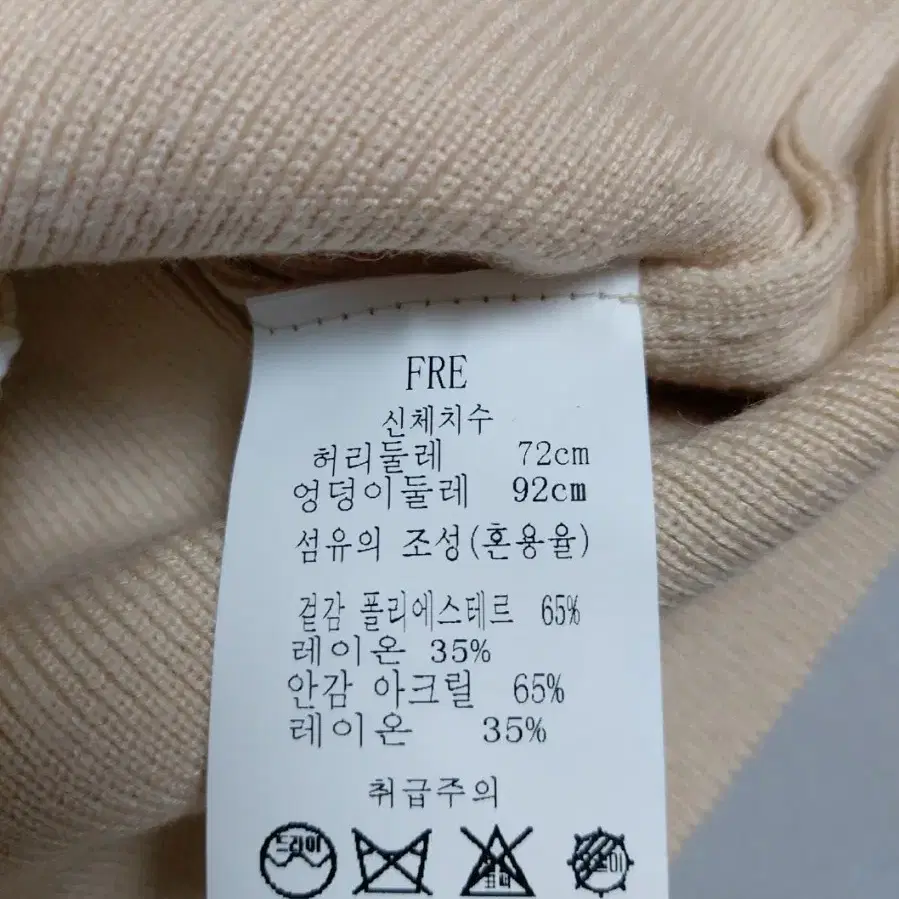 FRE
신체치수
허리둘레 72cm
엉덩이둘레 92cm
섬유의 조성(혼용율)
겉감 폴리에스테르 65%
레이온 35%
안감 아크릴 65%
레이온 35%
취급주의
드라이